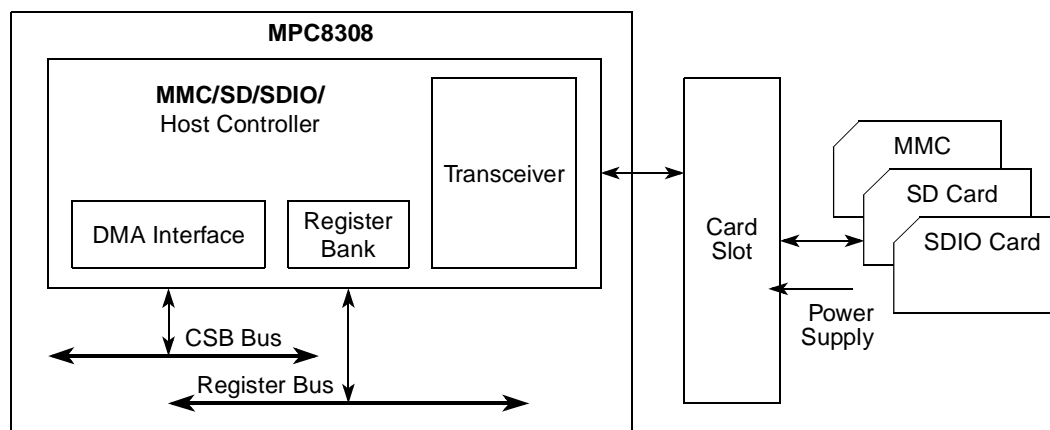 MPC8308
MMC/SD/SDIO/
Host Controller
Transceiver
DMA Interface
Register
Bank
CSB Bus
Register Bus
Card
Slot
MMC
SD Card
SDIO Card
Power
Supply